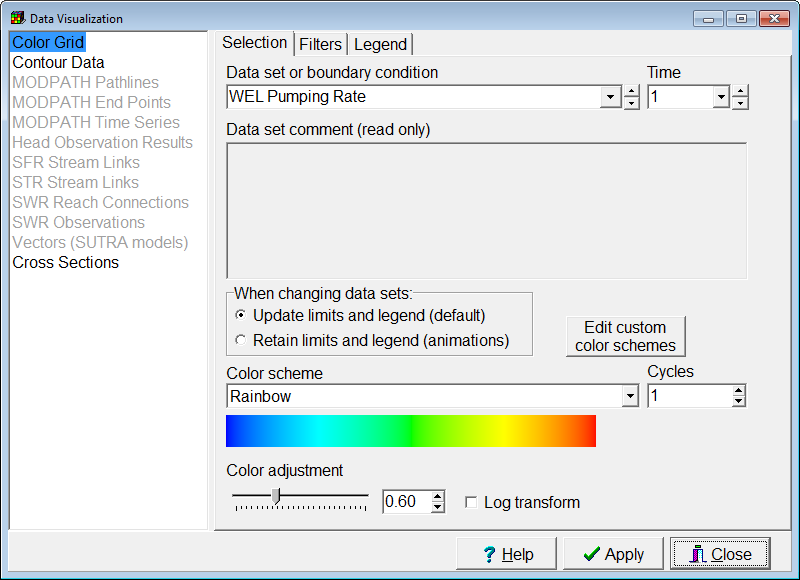 Data Visualization
Color Grid
Contour Data
MODPATH Pathlines
MODPATH End Points
MODPATH Time Series
Head Observation Results
SFR Stream Links
STR Stream Links
SWR Reach Connections
SWR Observations
Vectors (SUTRA models)
Cross Sections
Selection Filters Legend
Data set or boundary condition Time
WEL Pumping Rate 1
Data set comment (read only)
When changing data sets:
Update limits and legend (default)
Retain limits and legend (animations)
Edit custom
color schemes
Color scheme Cycles
Rainbow 1
Color adjustment
0.60 Log transform
? Help Apply Close